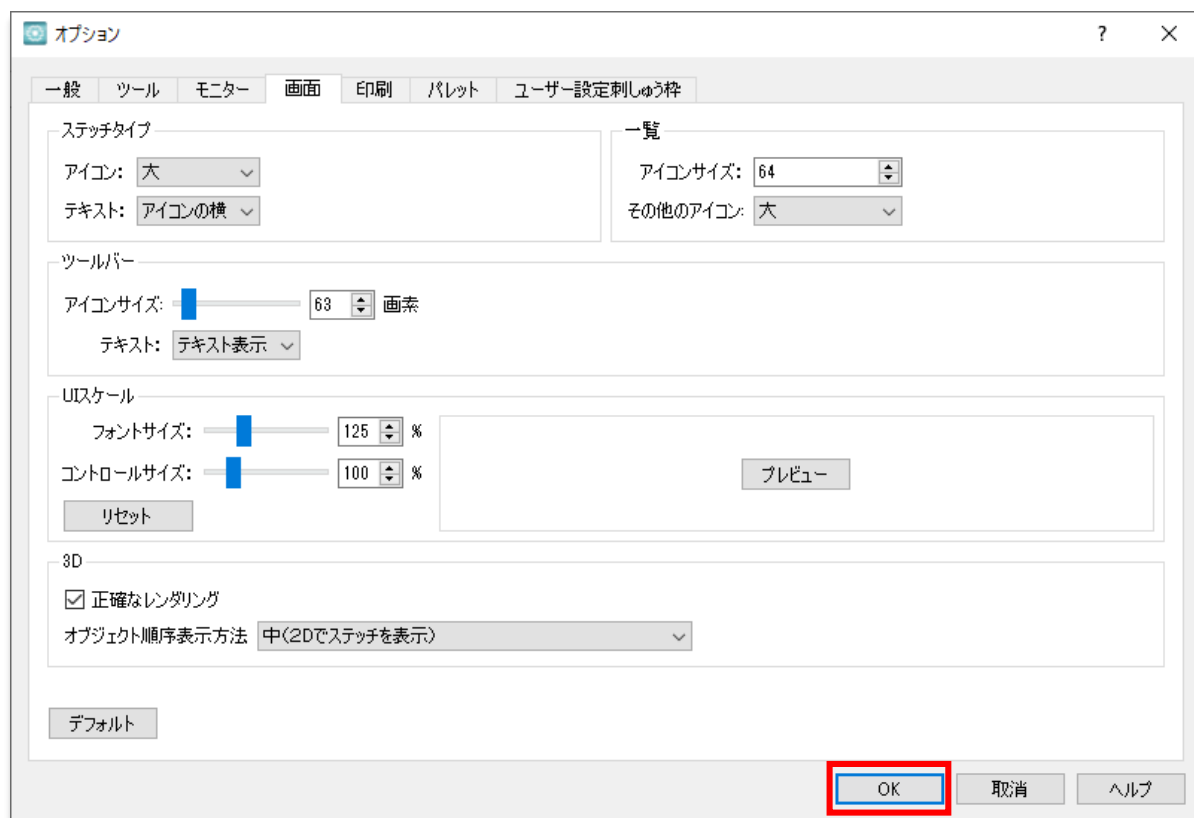 オプション
?
一般 ツール モニター 画面 印刷 パレット ユーザー設定刺しゅう枠
ステッチタイプ
アイコン: 大
テキスト: アイコンの横
一覧
アイコンサイズ: 64
その他のアイコン: 大
ツールバー
アイコンサイズ: 63 画素
テキスト: テキスト表示
UIスケール
フォントサイズ: 125 %
コントロールサイズ: 100 %
リセット
プレビュー
3D
正確なレンダリング
オブジェクト順序表示方法 中(2Dでステッチを表示)
デフォルト
OK 取消 ヘルプ